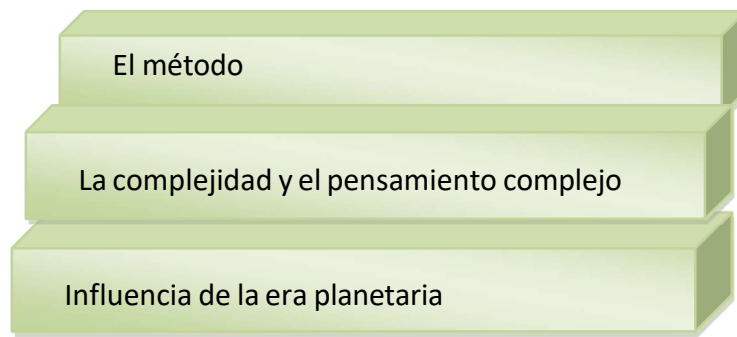 El método
La complejidad y el pensamiento complejo
Influencia de la era planetaria